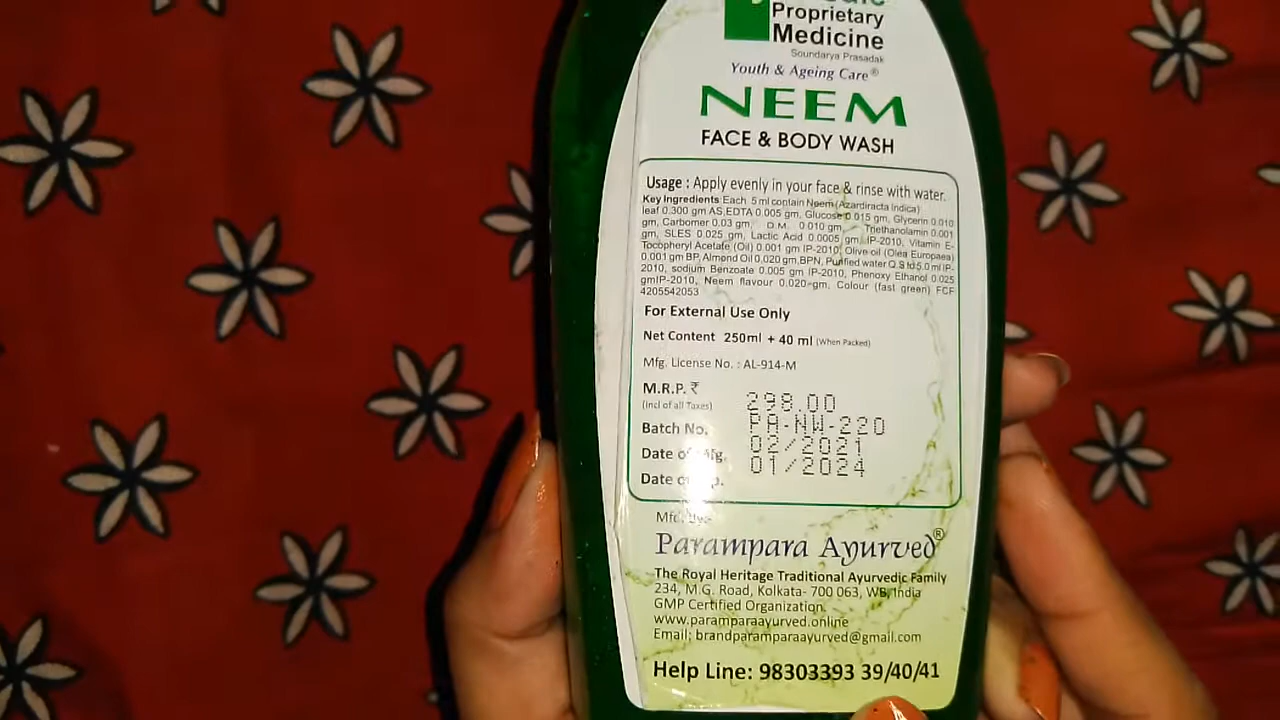 Proprietary
Medicine
Soundarya Prasadak
Youth & Ageing Care®
NEEM
FACE & BODY WASH
Usage : Apply evenly in your face & rinse with water.
Key Ingredients Each 5 ml contain Neem (Azardiracta Indica)
leaf 0.300 gm AS,EDTA 0.005 gm, Glucose 0.015 gm, Glycerin 0.010
gm, Carbomer 0.03 gm, D.M. 0.010 gm, Triethanolamin 0.001
gm, SLES 0.025 gm, Lactic Acid 0.0005 gm IP-2010, Vitamin E-
Tocopheryl Acetate (Oil) 0.001 gm IP-2010, Olive oil (Olea Europaea)
0.001 gm BP, Almond Oil 0.020 gm,BPN, Purified water Q.S to 5.0 ml IP-
2010, sodium Benzoate 0.005 gm IP-2010, Phenoxy Ethanol 0.025
gmIP-2010, Neem flavour 0.020-gm, Colour (fast green) FCF
4205542053
For External Use Only
Net Content 250ml + 40 ml (When Packed)
Mfg. License No. : AL-914-M
M.R.P. ₹ 298.00
(incl of all Taxes)
Batch No. PA-NW-220
Date of Mfg. 02/2021
Date 01/2024
Mfd. By:-
Parampara Ayurved®
The Royal Heritage Traditional Ayurvedic Family
234, M.G. Road, Kolkata- 700 063, WB, India
GMP Certified Organization.
www.paramparaayurved.online
Email; brandparamparaayurved@gmail.com
Help Line: 98303393 39/40/41